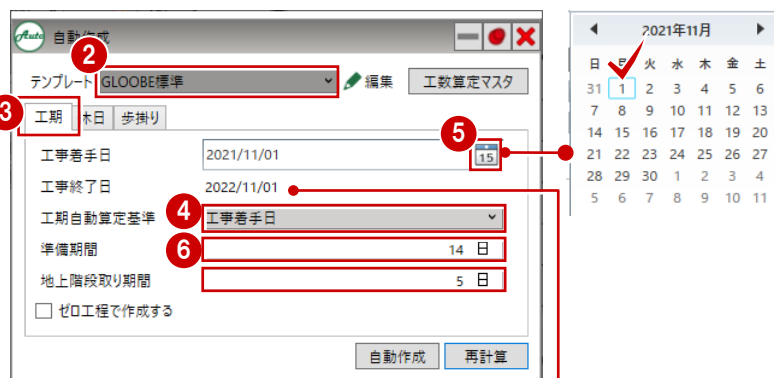 Auto 自動作成
2
テンプレート GLOOBE標準 編集 工数算定マスタ
3
工期 休日 歩掛り
5
工事着手日 2021/11/01 15
工事終了日 2022/11/01
4
工期自動算定基準 工事着手日
6
準備期間 14 日
地上階段取り期間 5 日
ゼロ工程で作成する
自動作成 再計算
2021年11月
日 月 火 水 木 金 土
31 1 2 3 4 5 6
7 8 9 10 11 12 13
14 15 16 17 18 19 20
21 22 23 24 25 26 27
28 29 30 1 2 3 4
5 6 7 8 9 10 11